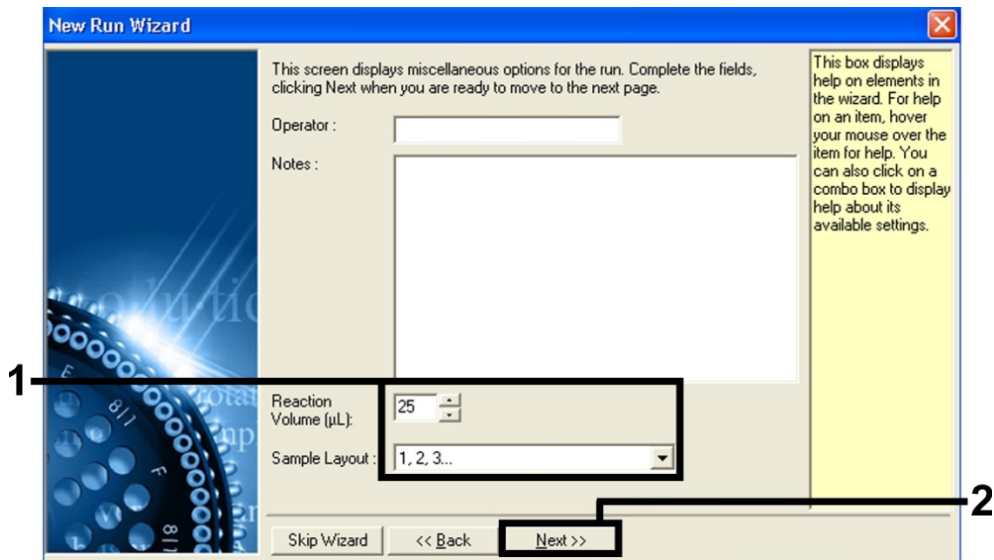 New Run Wizard
This screen displays miscellaneous options for the run. Complete the fields,
clicking Next when you are ready to move to the next page.
Operator :
Notes :
Reaction
Volume (µL):
25
Sample Layout :
1, 2, 3...
Skip Wizard
<< Back
Next >>
This box displays
help on elements in
the wizard. For help
on an item, hover
your mouse over the
item for help. You
can also click on a
combo box to display
help about its
available settings.
1
2